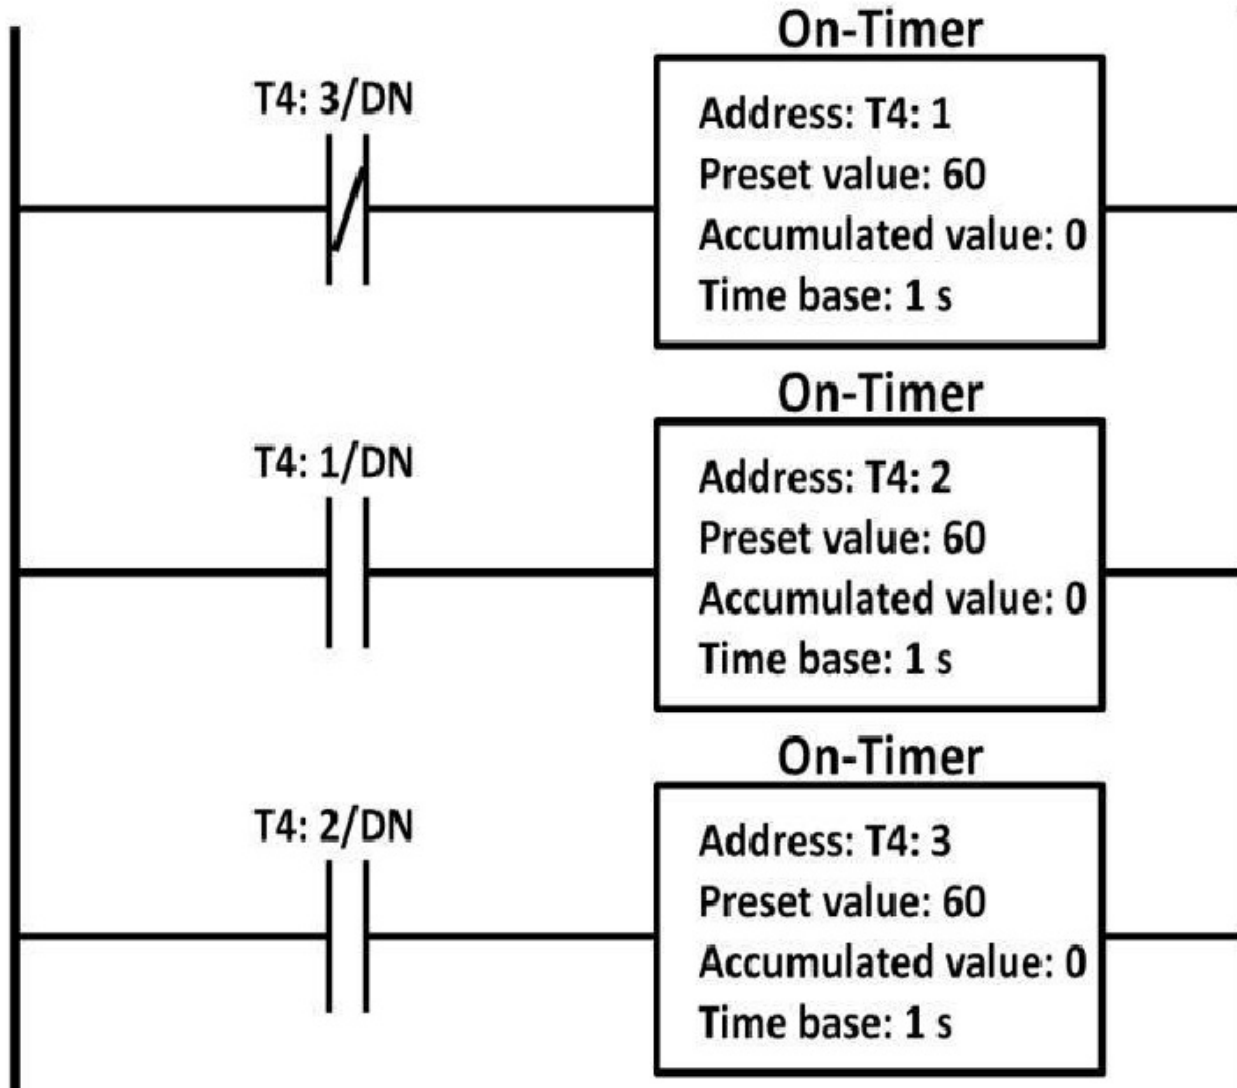 On-Timer
T4: 3/DN
Address: T4: 1
Preset value: 60
Accumulated value: 0
Time base: 1 s
On-Timer
T4: 1/DN
Address: T4: 2
Preset value: 60
Accumulated value: 0
Time base: 1 s
On-Timer
T4: 2/DN
Address: T4: 3
Preset value: 60
Accumulated value: 0
Time base: 1 s